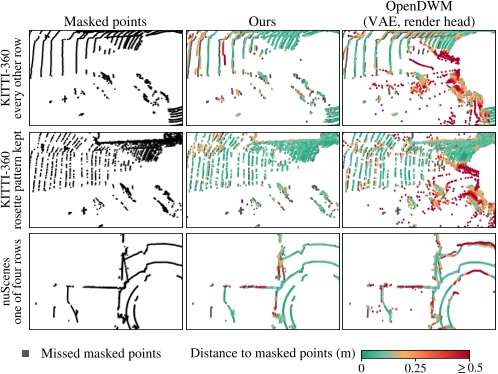 Masked points
Ours
OpenDWM
(VAE, render head)
KITTI-360
every other row
KITTI-360
rosette pattern kept
nuScenes
one of four rows
Missed masked points
Distance to masked points (m)
0
0.25
≥0.5